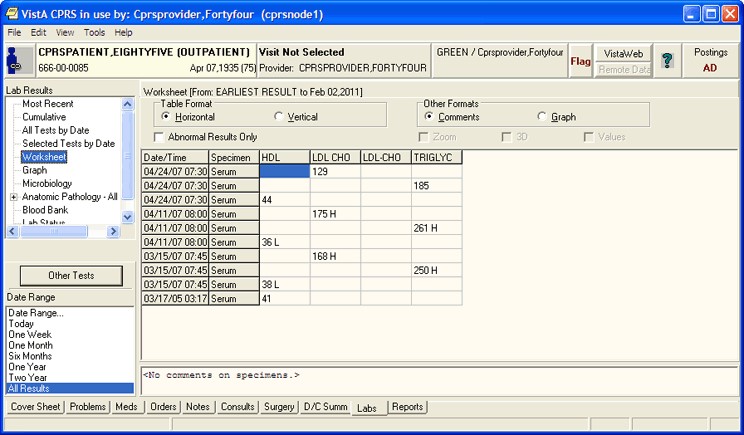 VistA CPRS in use by: Cprsprovider,Fortyfour (cprsnode1)
File Edit View Tools Help
CPRSPATIENT,EIGHTYFIVE (OUTPATIENT) Visit Not Selected GREEN / Cprsprovider,Fortyfour Flag VistaWeb ? Postings
666-00-0085 Apr 07,1935 (75) Provider: CPRSPROVIDER,FORTYFOUR Remote Data AD
Lab Results
Most Recent
Cumulative
All Tests by Date
Selected Tests by Date
Worksheet
Graph
Microbiology
Anatomic Pathology - All
Blood Bank
Lab Status
Other Tests
Date Range
Date Range...
Today
One Week
One Month
Six Months
One Year
Two Year
All Results
Worksheet [From: EARLIEST RESULT to Feb 02,2011]
Table Format Other Formats
Horizontal Vertical Comments Graph
Abnormal Results Only Zoom 3D Values
Date/Time Specimen HDL LDL CHO LDL-CHO TRIGLYC
04/24/07 07:30 Serum 129
04/24/07 07:30 Serum 185
04/24/07 07:30 Serum 44
04/11/07 08:00 Serum 175 H
04/11/07 08:00 Serum 261 H
04/11/07 08:00 Serum 36 L
03/15/07 07:45 Serum 168 H
03/15/07 07:45 Serum 250 H
03/15/07 07:45 Serum 38 L
03/17/05 03:17 Serum 41
<No comments on specimens.>
Cover Sheet Problems Meds Orders Notes Consults Surgery D/C Summ Labs Reports